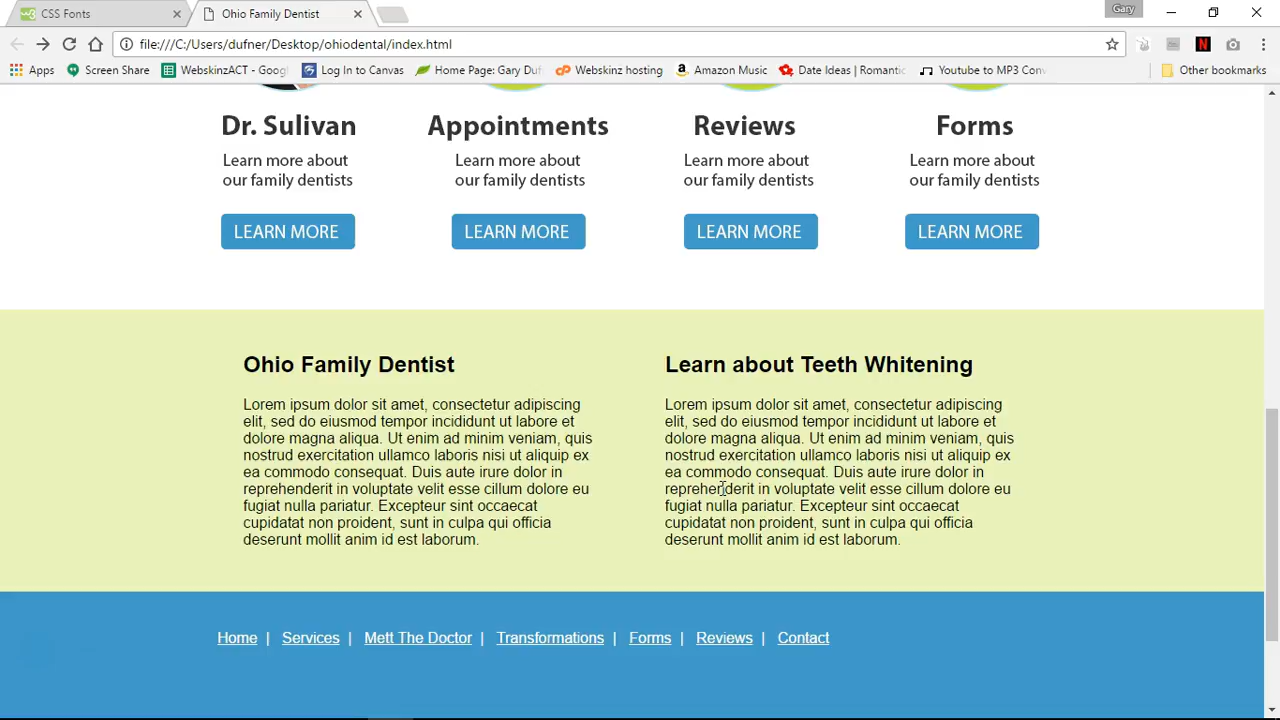 CSS Fonts
Ohio Family Dentist
Gary
file:///C:/Users/dufner/Desktop/ohiodental/index.html
Apps
Screen Share
WebskinzACT - Goog
Log In to Canvas
Home Page: Gary Duf
Webskinz hosting
Amazon Music
Date Ideas | Romantic
Youtube to MP3 Conv
Other bookmarks
Dr. Sulivan
Learn more about
our family dentists
LEARN MORE
Appointments
Learn more about
our family dentists
LEARN MORE
Reviews
Learn more about
our family dentists
LEARN MORE
Forms
Learn more about
our family dentists
LEARN MORE
Ohio Family Dentist
Lorem ipsum dolor sit amet, consectetur adipiscing
elit, sed do eiusmod tempor incididunt ut labore et
dolore magna aliqua. Ut enim ad minim veniam, quis
nostrud exercitation ullamco laboris nisi ut aliquip ex
ea commodo consequat. Duis aute irure dolor in
reprehenderit in voluptate velit esse cillum dolore eu
fugiat nulla pariatur. Excepteur sint occaecat
cupidatat non proident, sunt in culpa qui officia
deserunt mollit anim id est laborum.
Learn about Teeth Whitening
Lorem ipsum dolor sit amet, consectetur adipiscing
elit, sed do eiusmod tempor incididunt ut labore et
dolore magna aliqua. Ut enim ad minim veniam, quis
nostrud exercitation ullamco laboris nisi ut aliquip ex
ea commodo consequat. Duis aute irure dolor in
reprehenderit in voluptate velit esse cillum dolore eu
fugiat nulla pariatur. Excepteur sint occaecat
cupidatat non proident, sunt in culpa qui officia
deserunt mollit anim id est laborum.
Home | Services | Mett The Doctor | Transformations | Forms | Reviews | Contact